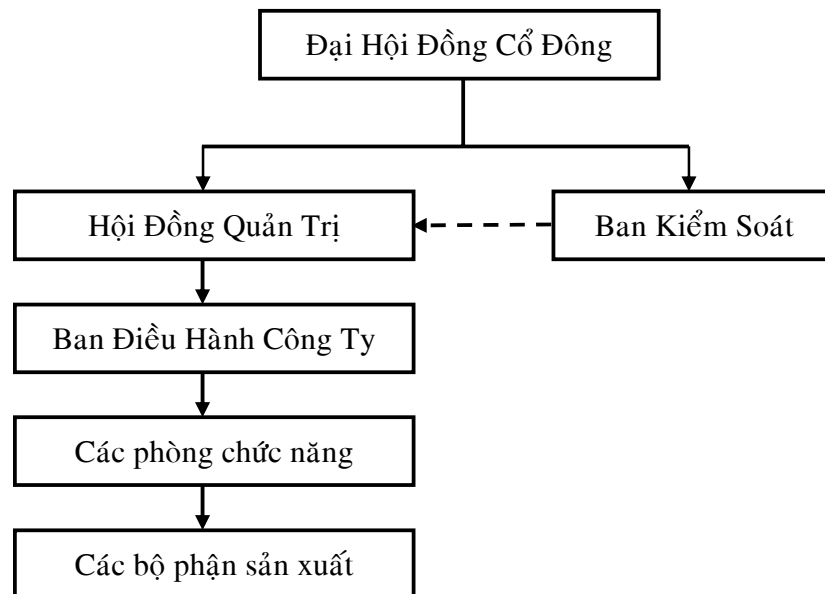 Đại Hội Đồng Cổ Đông
Hội Đồng Quản Trị
Ban Kiểm Soát
Ban Điều Hành Công Ty
Các phòng chức năng
Các bộ phận sản xuất